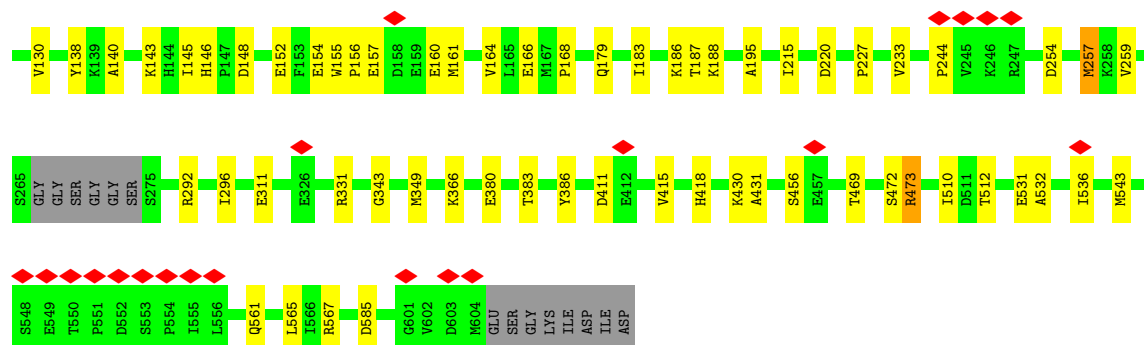 V130 Y138 K139 A140 K143 H144 I145 H146 P147 D148 E152 F153 E154 W155 P156 E157 D158 E159 E160 M161 V164 L165 E166 M167 P168 Q179 I183 K186 T187 K188 A195 I215 D220 P227 V233 P244 V245 K246 R247 D254 M257 K258 V259
S265 GLY GLY SER GLY GLY SER S275 R292 I296 E311 E326 R331 G343 M349 K366 E380 T383 Y386 D411 E412 V415 H418 K430 A431 S456 E457 T469 S472 R473 I510 D511 T512 E531 A532 I536 M543
S548 E549 T550 P551 D552 S553 P554 I555 L556 Q561 L565 I566 R567 D585 G601 V602 D603 M604 GLU SER GLY LYS ILE ASP ILE ASP